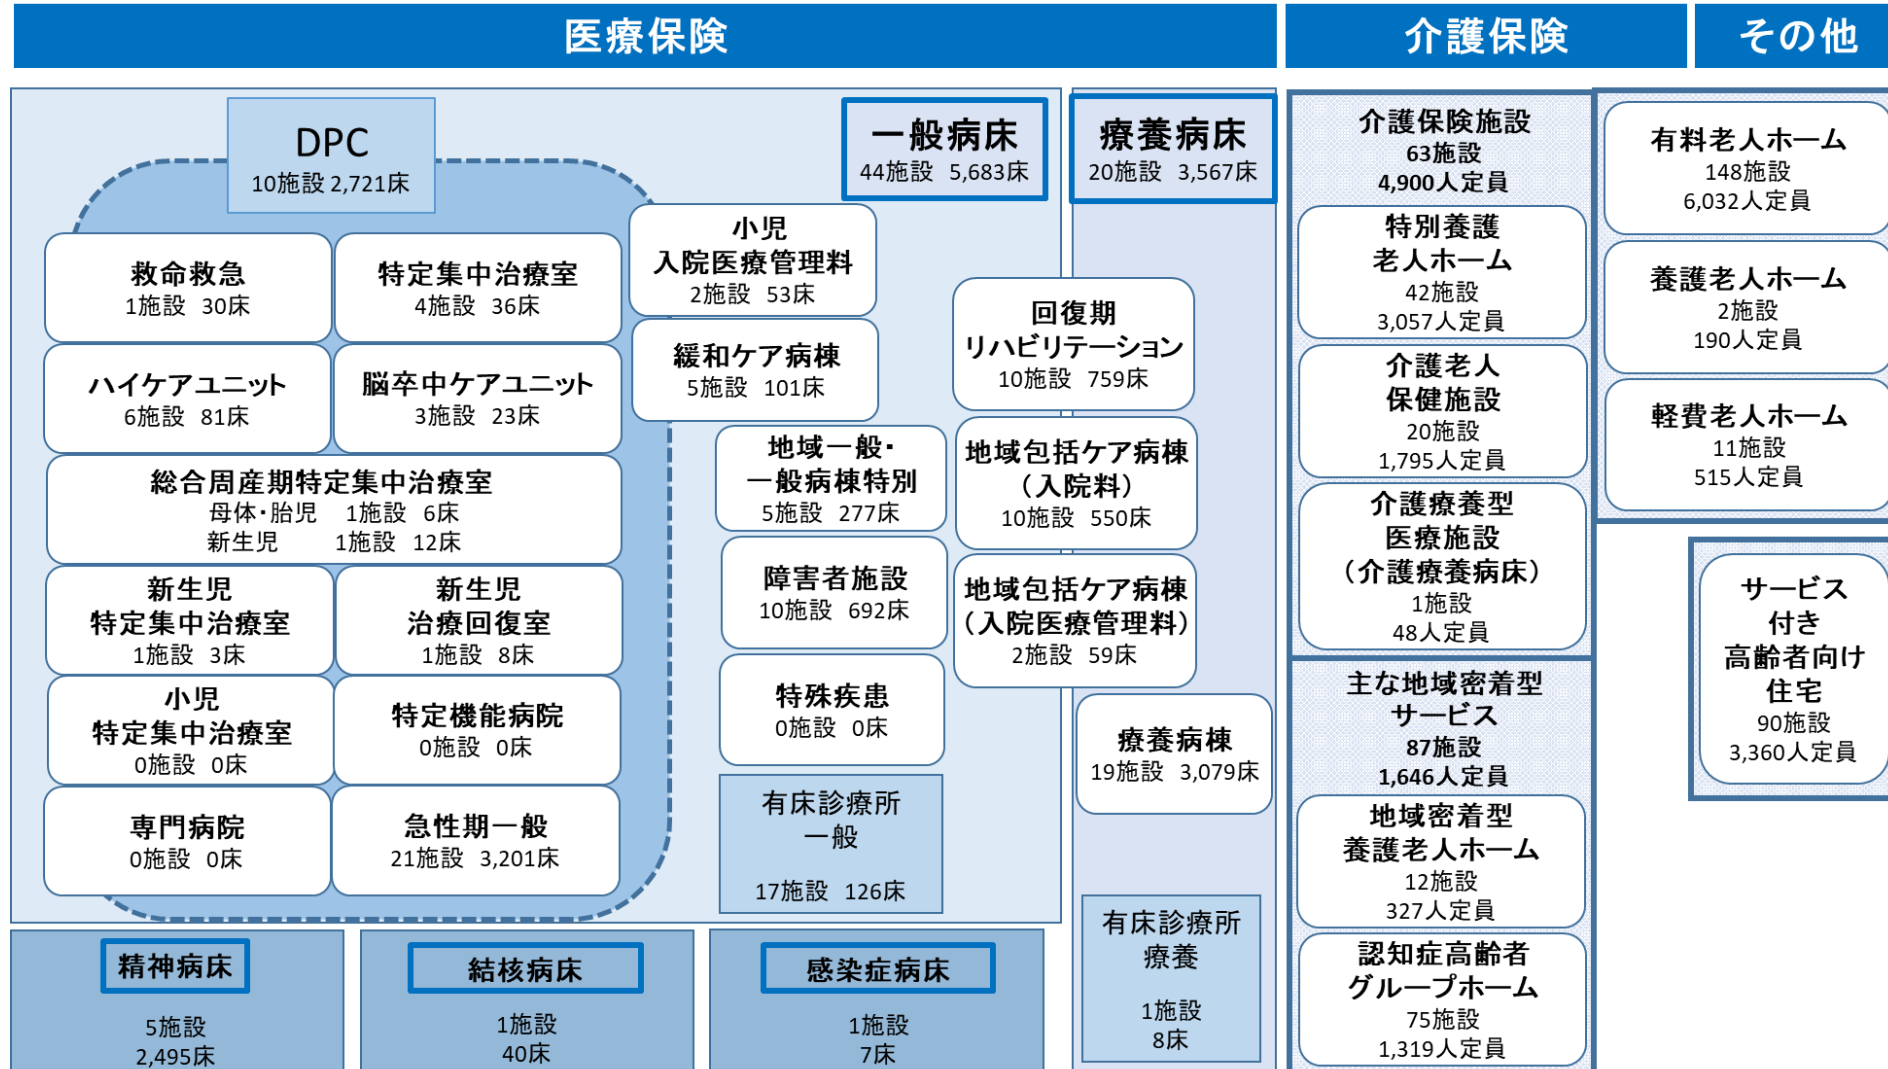 医療保険
介護保険
その他
DPC
10施設 2,721床
一般病床
44施設 5,683床
療養病床
20施設 3,567床
救命救急
1施設 30床
特定集中治療室
4施設 36床
ハイケアユニット
6施設 81床
脳卒中ケアユニット
3施設 23床
総合周産期特定集中治療室
母体・胎児 1施設 6床
新生児 1施設 12床
新生児
特定集中治療室
1施設 3床
新生児
治療回復室
1施設 8床
小児
特定集中治療室
0施設 0床
特定機能病院
0施設 0床
専門病院
0施設 0床
急性期一般
21施設 3,201床
小児
入院医療管理料
2施設 53床
緩和ケア病棟
5施設 101床
地域一般・
一般病棟特別
5施設 277床
障害者施設
10施設 692床
特殊疾患
0施設 0床
有床診療所
一般
17施設 126床
回復期
リハビリテーション
10施設 759床
地域包括ケア病棟
（入院料）
10施設 550床
地域包括ケア病棟
（入院医療管理料）
2施設 59床
療養病棟
19施設 3,079床
有床診療所
療養
1施設
8床
精神病床
5施設
2,495床
結核病床
1施設
40床
感染症病床
1施設
7床
介護保険施設
63施設
4,900人定員
特別養護
老人ホーム
42施設
3,057人定員
介護老人
保健施設
20施設
1,795人定員
介護療養型
医療施設
（介護療養病床）
1施設
48人定員
主な地域密着型
サービス
87施設
1,646人定員
地域密着型
養護老人ホーム
12施設
327人定員
認知症高齢者
グループホーム
75施設
1,319人定員
有料老人ホーム
148施設
6,032人定員
養護老人ホーム
2施設
190人定員
軽費老人ホーム
11施設
515人定員
サービス
付き
高齢者向け
住宅
90施設
3,360人定員